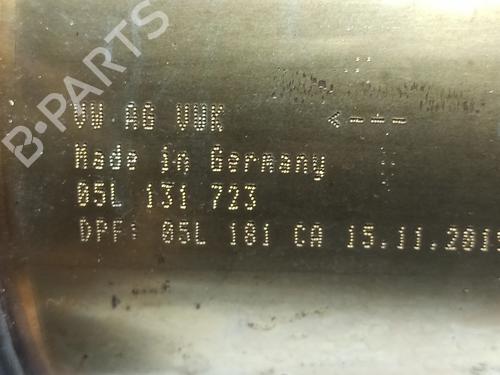 B-PARTS
VW AG VWK <-+-
Made in Germany
05L 131 723
DPF: 05L 181 CA 15.11.201